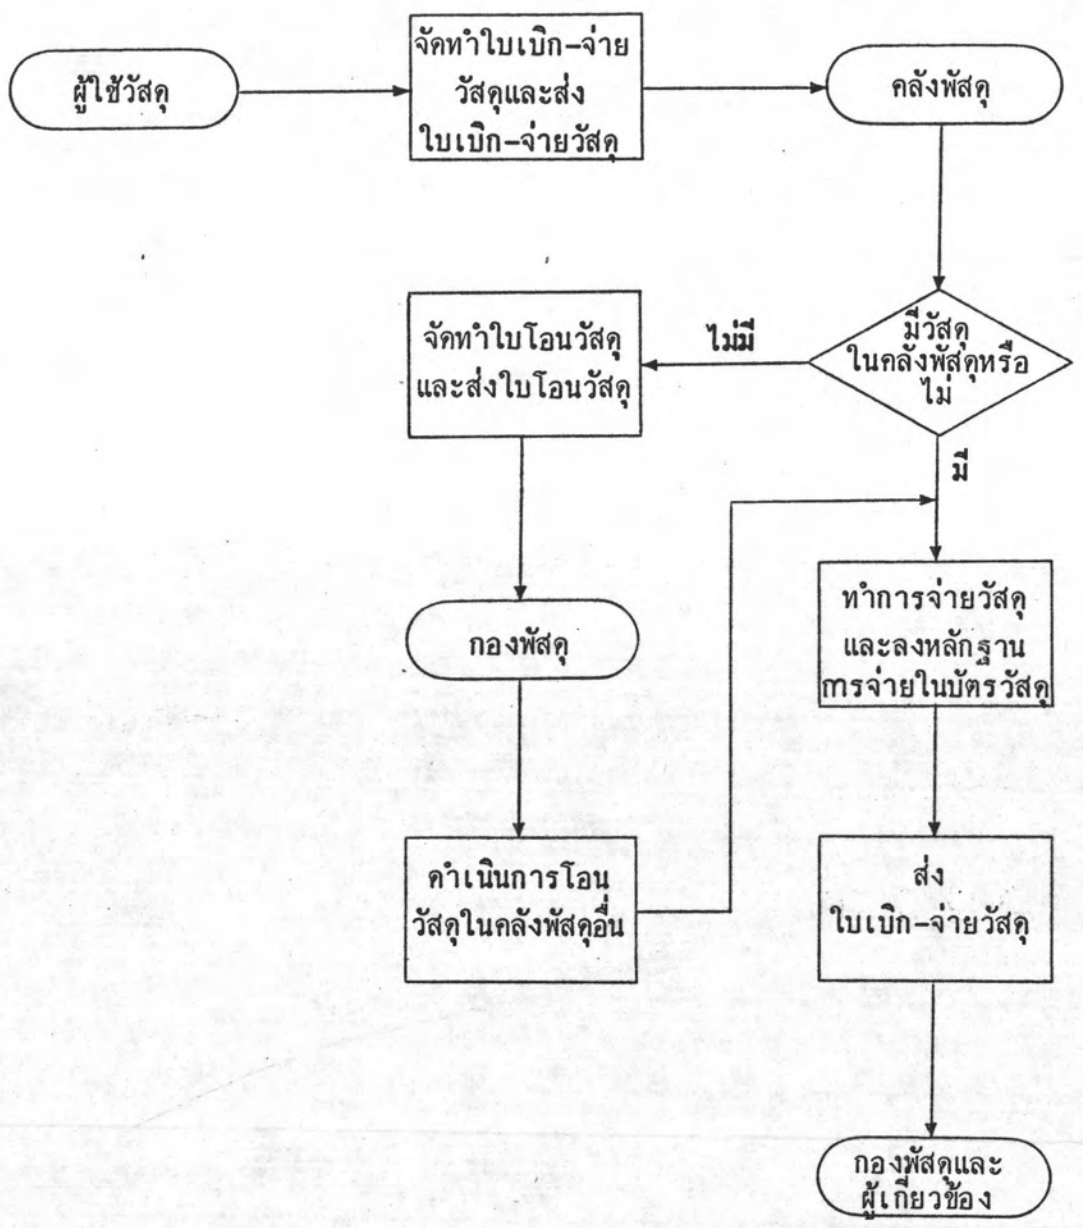 ผู้ใช้วัสดุ
จัดทำใบเบิก-จ่าย
วัสดุและส่ง
ใบเบิก-จ่ายวัสดุ
คลังพัสดุ
มีวัสดุ
ในคลังพัสดุหรือ
ไม่
ไม่มี
จัดทำใบโอนวัสดุ
และส่งใบโอนวัสดุ
มี
กองพัสดุ
ทำการจ่ายวัสดุ
และลงหลักฐาน
การจ่ายในบัตรวัสดุ
ดำเนินการโอน
วัสดุในคลังพัสดุอื่น
ส่ง
ใบเบิก-จ่ายวัสดุ
กองพัสดุและ
ผู้เกี่ยวข้อง